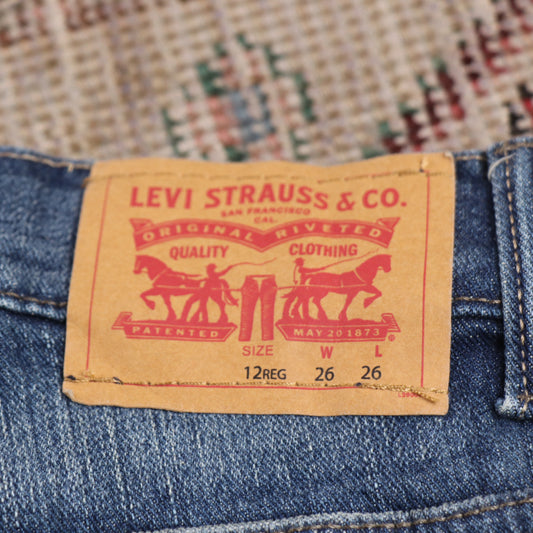 LEVI STRAUSS & CO.
SAN FRANCISCO
CAL.
ORIGINAL RIVETED
QUALITY CLOTHING
PATENTED MAY 20 1873 ®
SIZE W L
12REG 26 26